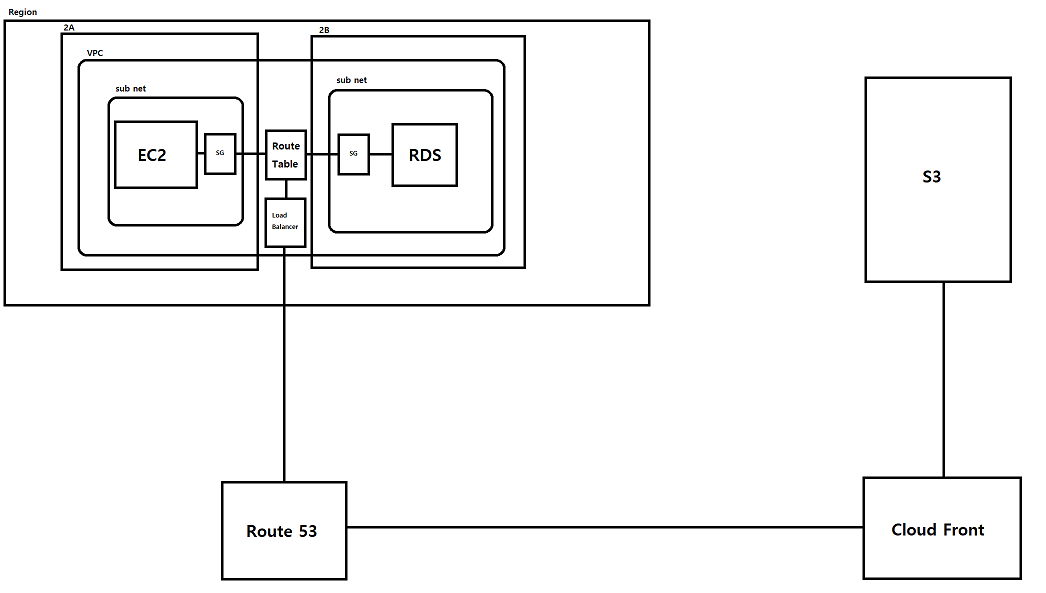 Region
2A
2B
VPC
sub net
sub net
EC2
SG
Route
Table
SG
RDS
Load
Balancer
S3
Route 53
Cloud Front